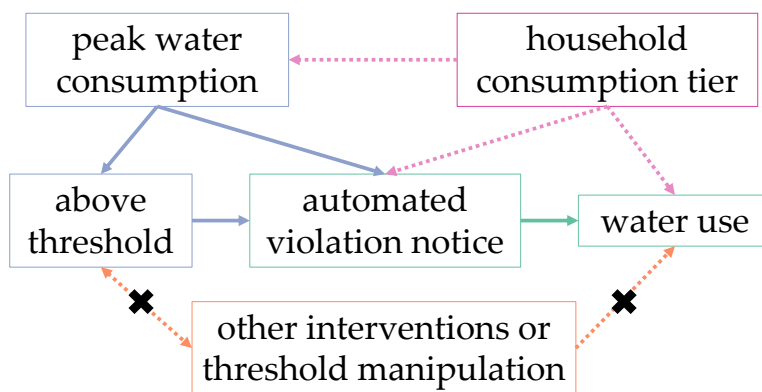 peak water
consumption
household
consumption tier
above
threshold
automated
violation notice
water use
other interventions or
threshold manipulation